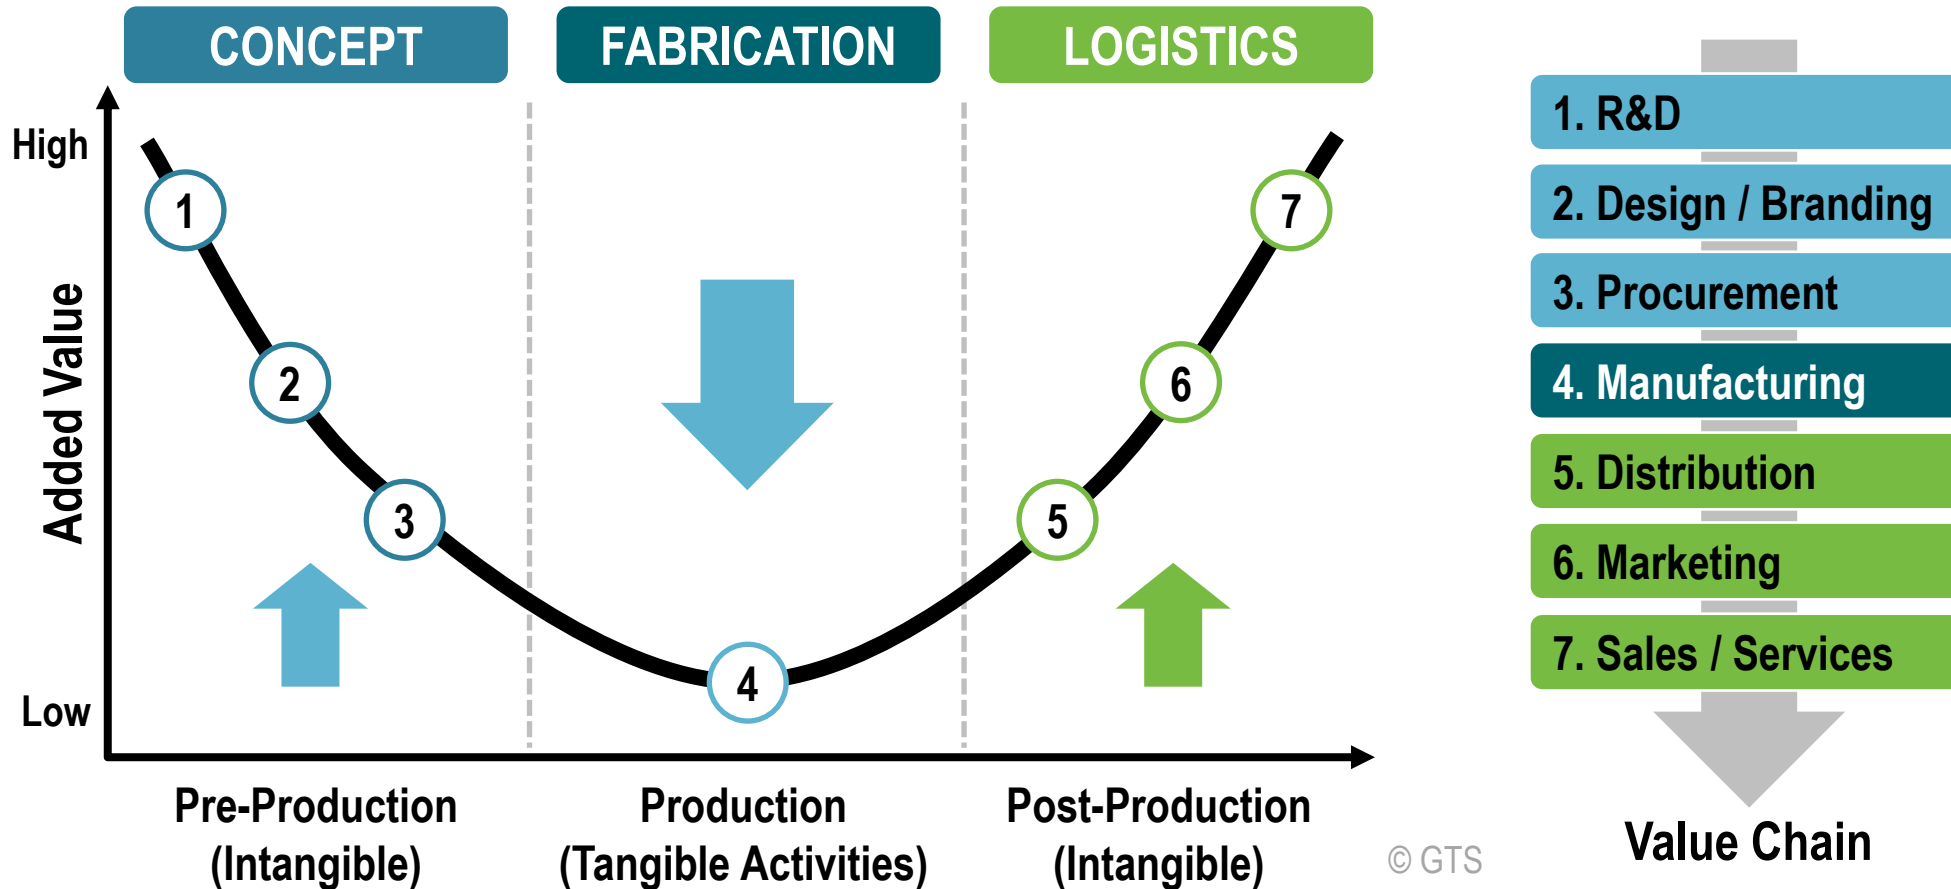 CONCEPT
FABRICATION
LOGISTICS
High
Added Value
Low
1
2
3
4
5
6
7
Pre-Production
(Intangible)
Production
(Tangible Activities)
Post-Production
(Intangible)
© GTS
1. R&D
2. Design / Branding
3. Procurement
4. Manufacturing
5. Distribution
6. Marketing
7. Sales / Services
Value Chain